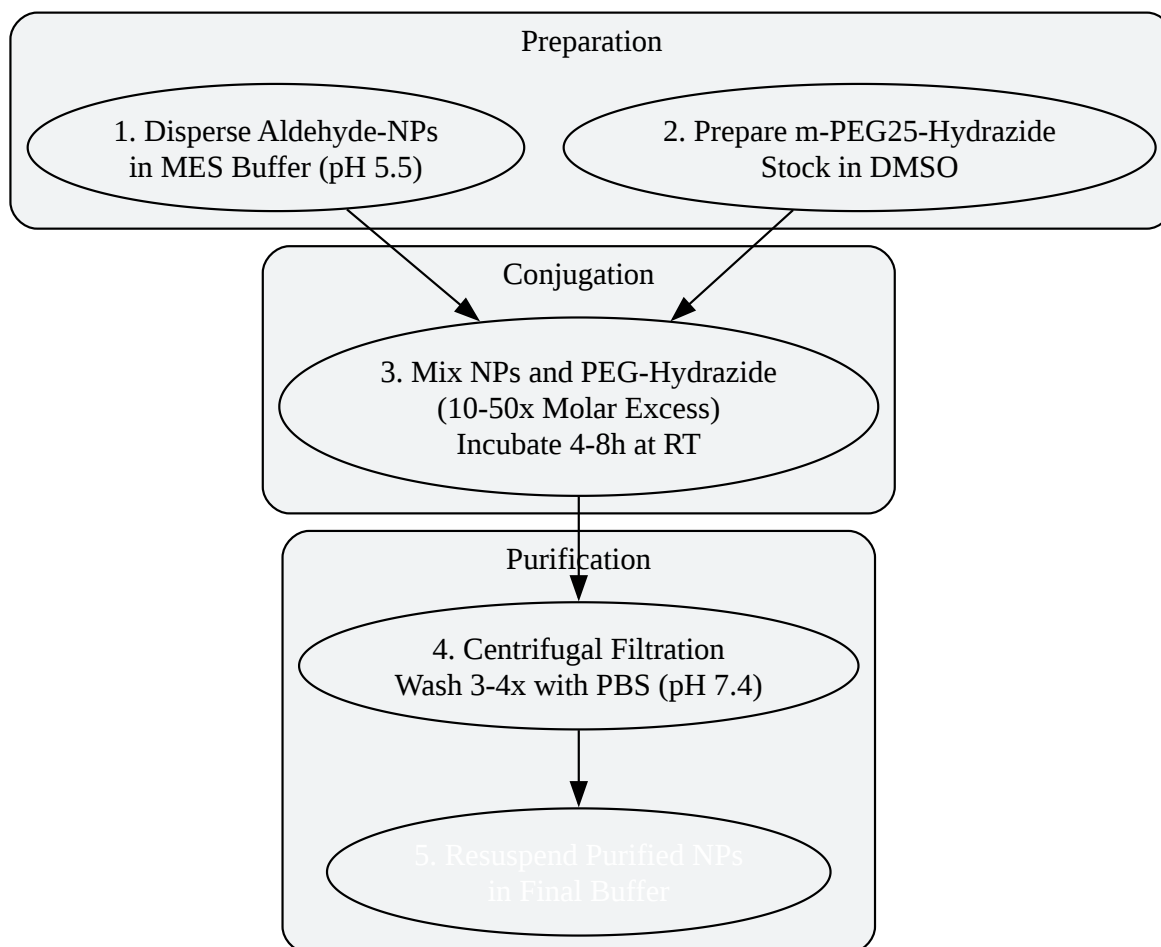 Preparation
1. Disperse Aldehyde-NPs
in MES Buffer (pH 5.5)
2. Prepare m-PEG25-Hydrazide
Stock in DMSO
Conjugation
3. Mix NPs and PEG-Hydrazide
(10-50x Molar Excess)
Incubate 4-8h at RT
Purification
4. Centrifugal Filtration
Wash 3-4x with PBS (pH 7.4)
5. Resuspend Purified NPs
in Final Buffer